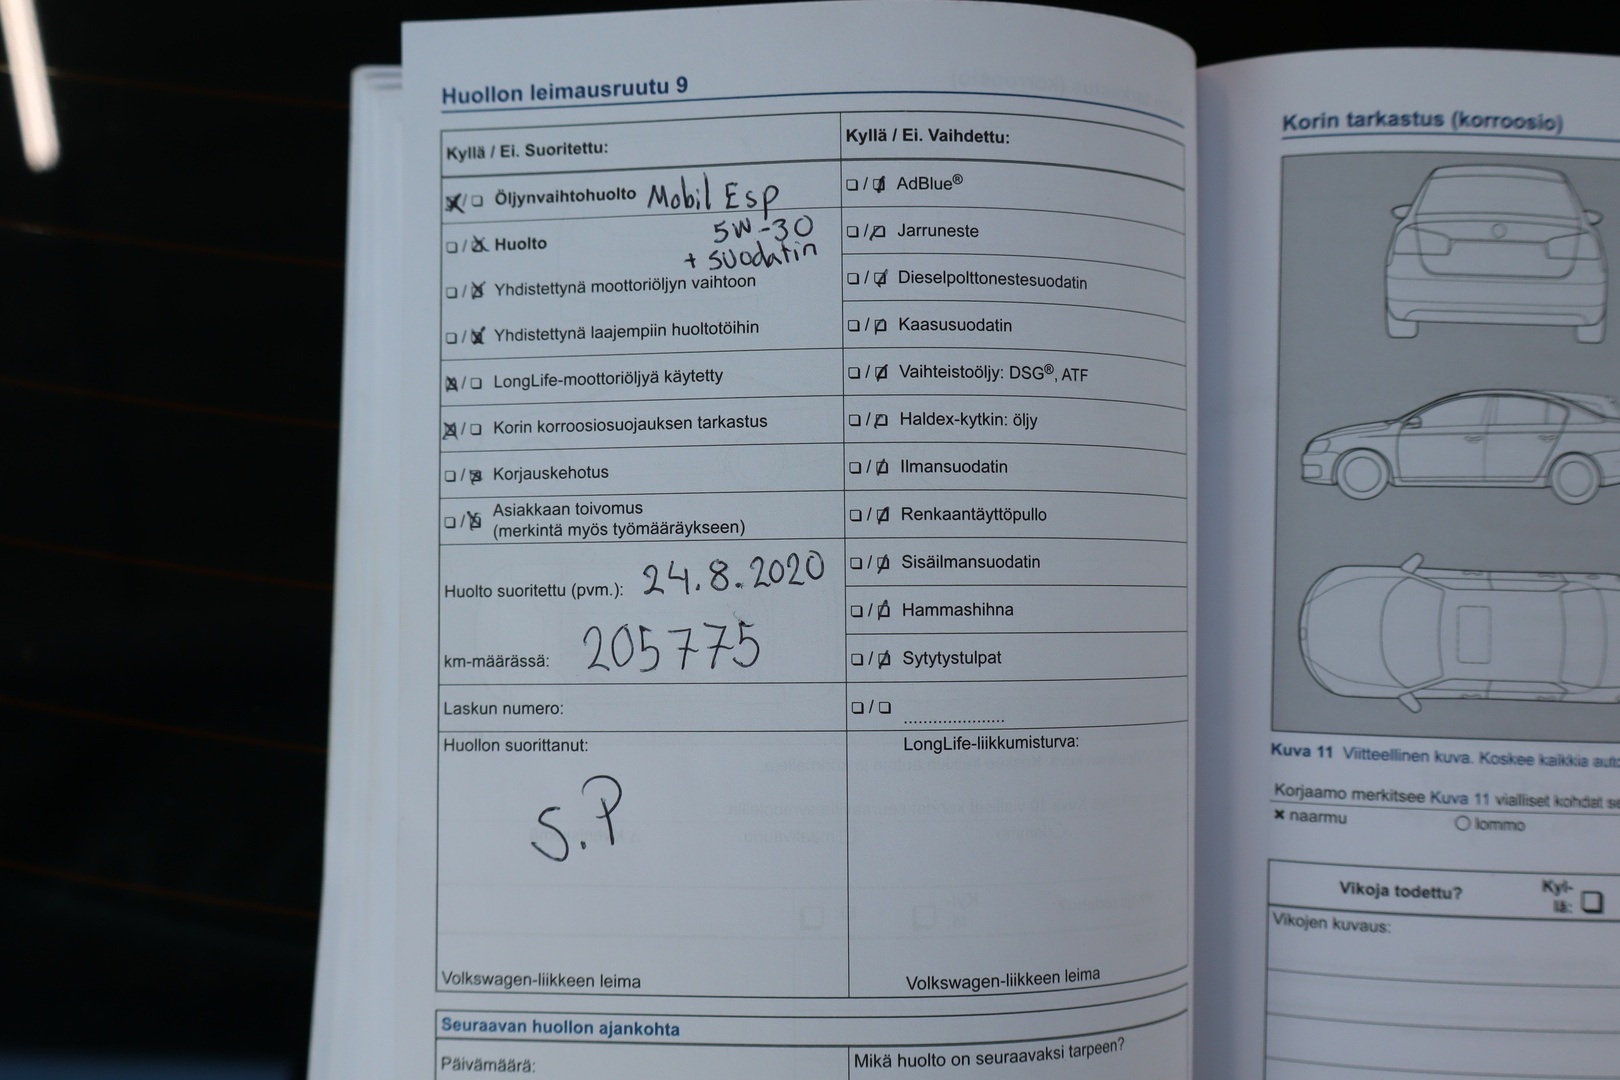 Huollon leimausruutu 9
Kyllä / Ei. Suoritettu:
Öljynvaihtohuolto Mobil Esp
5W-30
+ suodatin
Huolto
Yhdistettynä moottoriöljyn vaihtoon
Yhdistettynä laajempiin huoltotöihin
LongLife-moottoriöljyä käytetty
Korin korroosiosuojauksen tarkastus
Korjauskehotus
Asiakkaan toivomus
(merkintä myös työmääräykseen)
Huolto suoritettu (pvm.): 24.8.2020
km-määrässä: 205775
Laskun numero:
Huollon suorittanut:
S.P
Volkswagen-liikkeen leima
Kyllä / Ei. Vaihdettu:
AdBlue®
Jarruneste
Dieselpolttonestesuodatin
Kaasusuodatin
Vaihteistoöljy: DSG®, ATF
Haldex-kytkin: öljy
Ilmansuodatin
Renkaantäyttöpullo
Sisäilmansuodatin
Hammashihna
Sytytystulpat
LongLife-liikkumisturva:
Volkswagen-liikkeen leima
Seuraavan huollon ajankohta
Päivämäärä:
Mikä huolto on seuraavaksi tarpeen?
Korin tarkastus (korroosio)
Kuva 11 Viitteellinen kuva. Koskee kaikkia
Korjaamo merkitsee Kuva 11 vialliset kohdat
naarmu
lommo
Vikoja todettu?
Kyl-
lä:
Vikojen kuvaus: